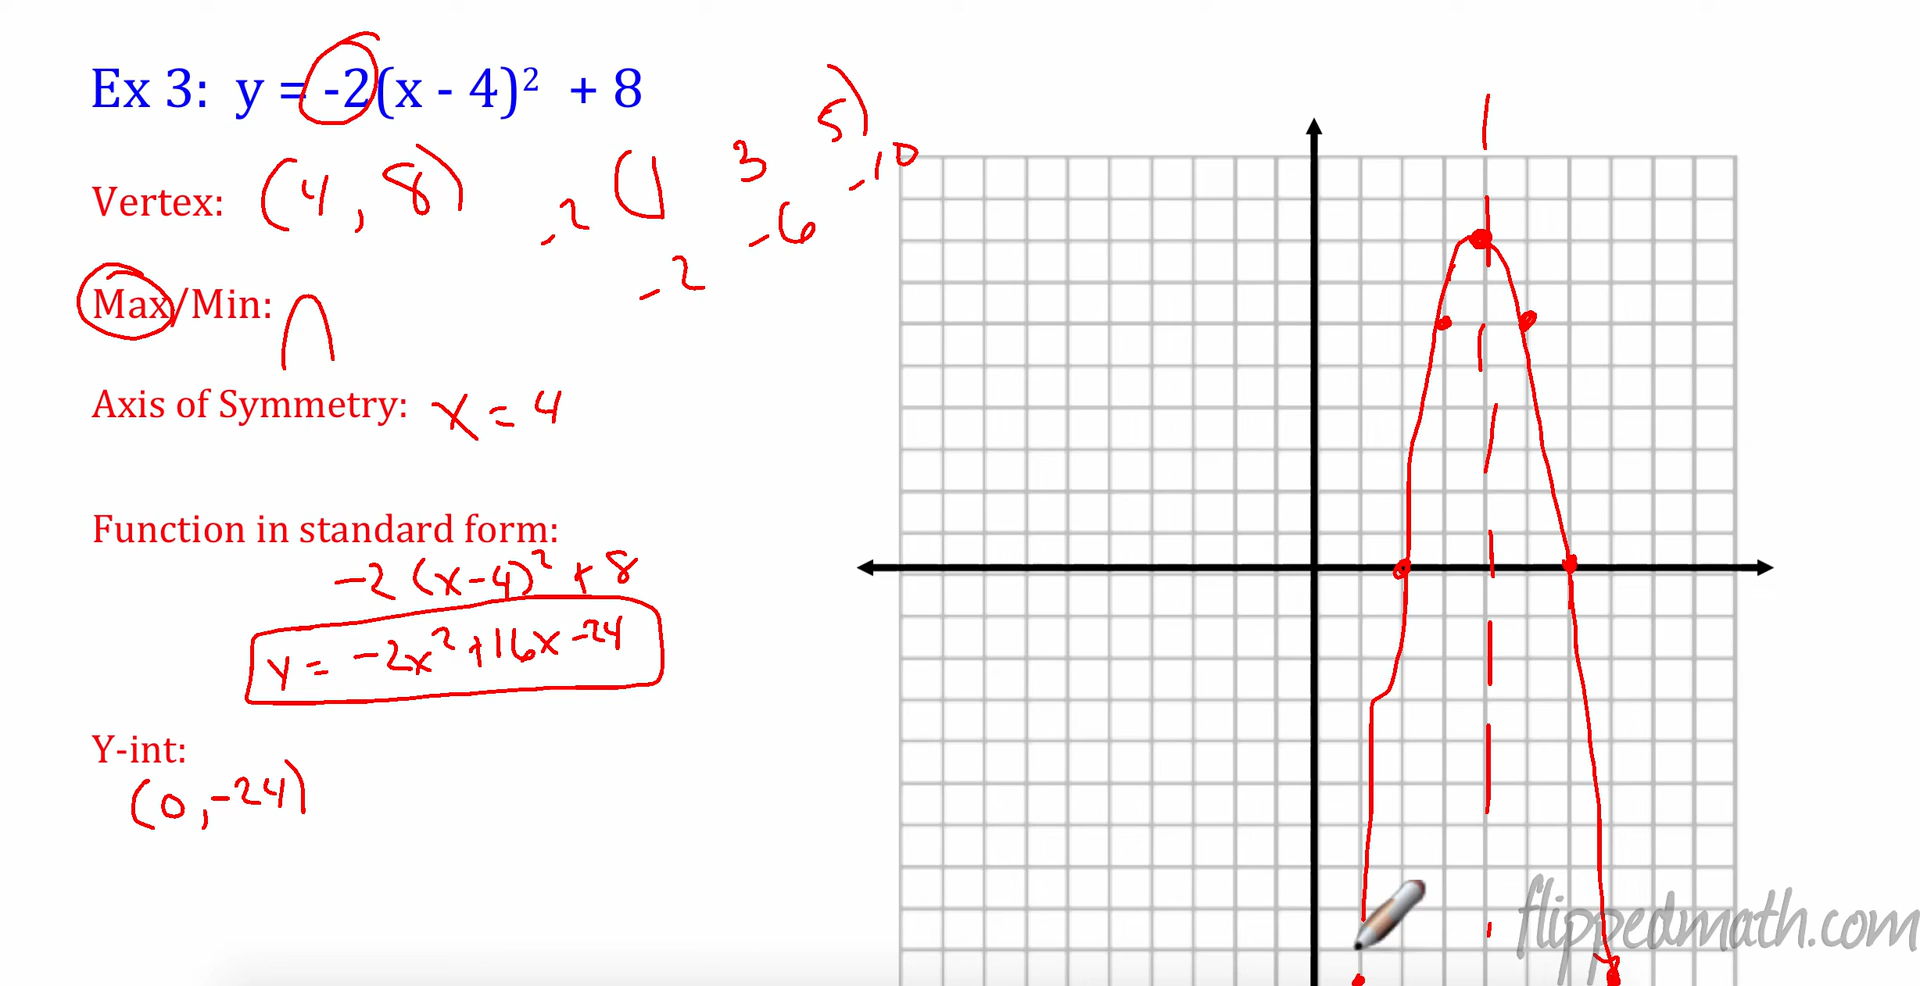 Ex 3: y = -2(x - 4)² + 8
Vertex: (4, 8)
-2 (1 3 5)
-2 -6 -10
Max/Min:
Axis of Symmetry: x = 4
Function in standard form:
-2(x-4)² + 8
y = -2x² + 16x - 24
Y-int:
(0, -24)
flippedmath.com